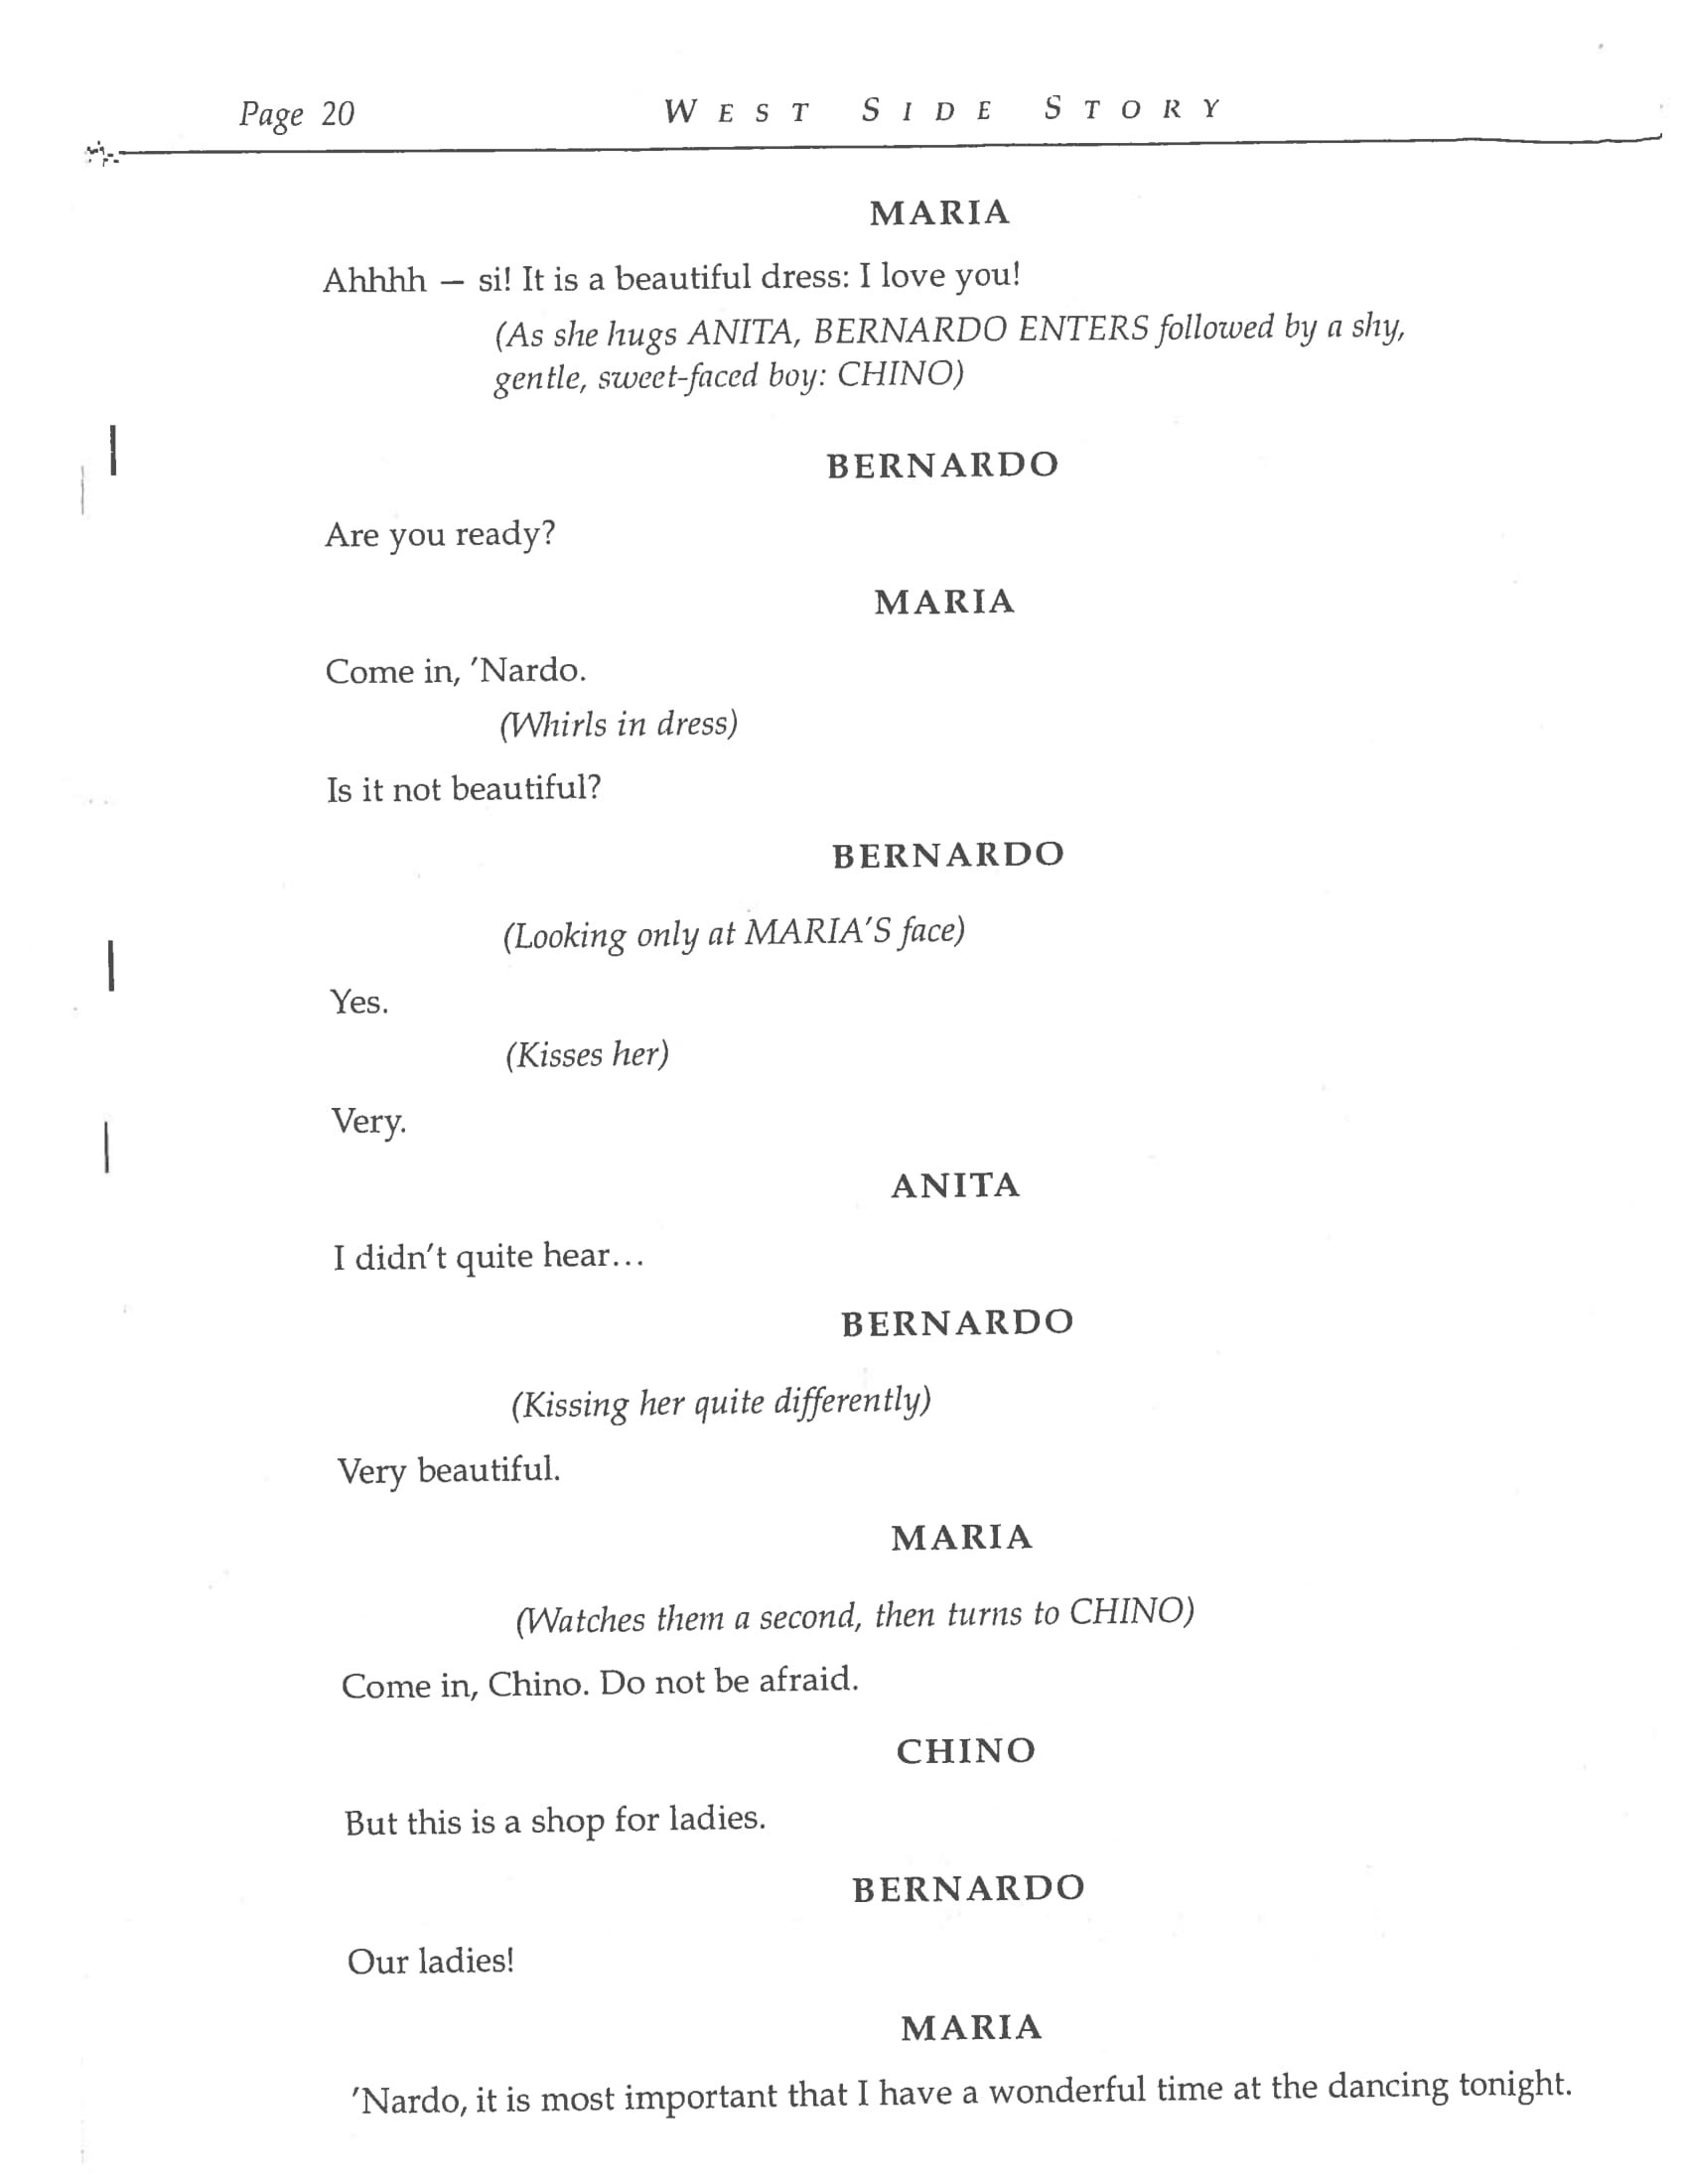 Page 20 WEST SIDE STORY
MARIA
Ahhhh — si! It is a beautiful dress: I love you!
(As she hugs ANITA, BERNARDO ENTERS followed by a shy,
gentle, sweet-faced boy: CHINO)
BERNARDO
Are you ready?
MARIA
Come in, ’Nardo.
(Whirls in dress)
Is it not beautiful?
BERNARDO
(Looking only at MARIA’S face)
Yes.
(Kisses her)
Very.
ANITA
I didn’t quite hear...
BERNARDO
(Kissing her quite differently)
Very beautiful.
MARIA
(Watches them a second, then turns to CHINO)
Come in, Chino. Do not be afraid.
CHINO
But this is a shop for ladies.
BERNARDO
Our ladies!
MARIA
’Nardo, it is most important that I have a wonderful time at the dancing tonight.